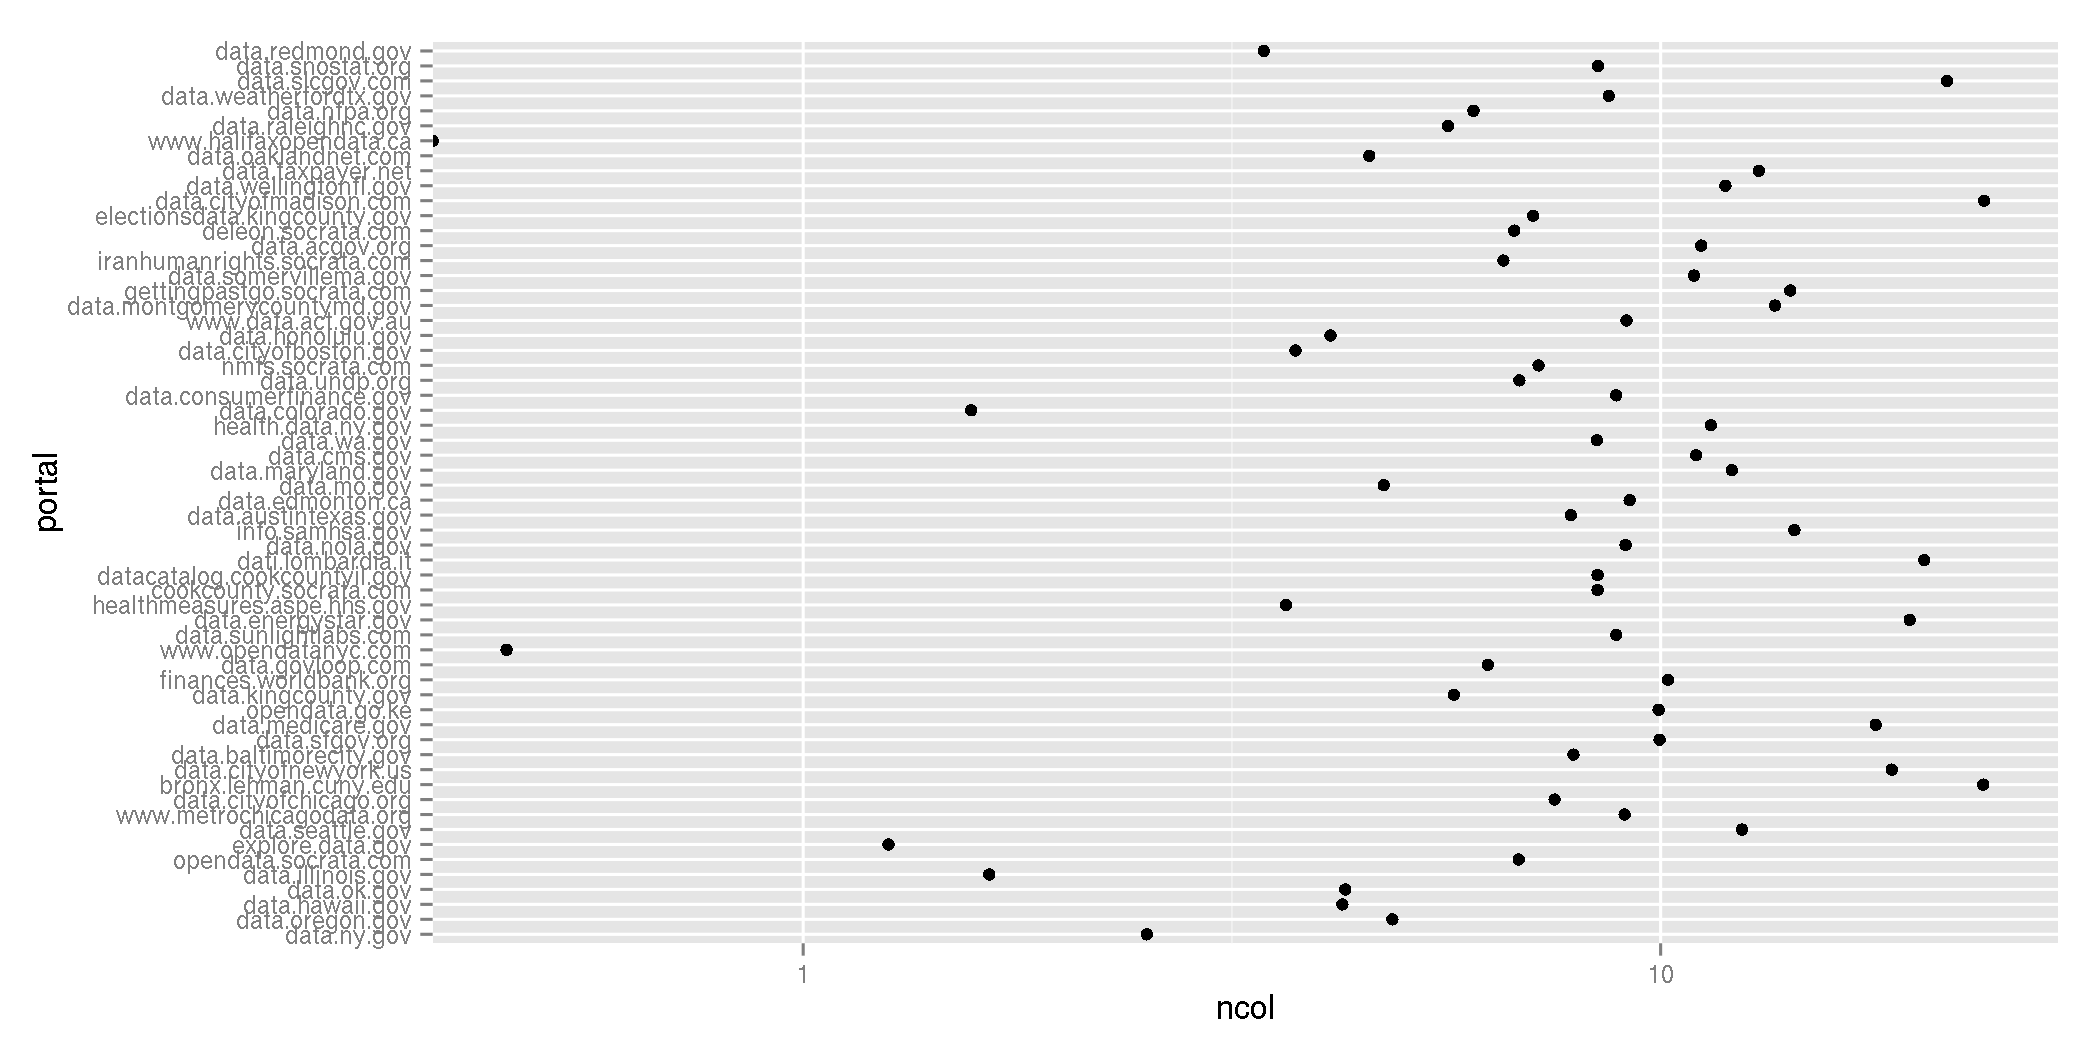 data.redmond.gov
data.snostat.org
data.slcgov.com
data.weatherfordtx.gov
data.nfpa.org
data.raleighnc.gov
www.halifaxopendata.ca
data.oaklandnet.com
data.taxpayer.net
data.wellingtonfl.gov
data.cityofmadison.com
electionsdata.kingcounty.gov
deleon.socrata.com
data.acgov.org
iranhumanrights.socrata.com
data.somervillema.gov
gettingpastgo.socrata.com
data.montgomerycountymd.gov
www.data.act.gov.au
data.honolulu.gov
data.cityofboston.gov
nmfs.socrata.com
data.undp.org
data.consumerfinance.gov
data.colorado.gov
health.data.ny.gov
data.wa.gov
data.cms.gov
data.maryland.gov
data.mo.gov
data.edmonton.ca
data.austintexas.gov
info.samhsa.gov
data.nola.gov
dati.lombardia.it
datacatalog.cookcountyil.gov
cookcounty.socrata.com
healthmeasures.aspe.hhs.gov
data.energystar.gov
data.sunlightlabs.com
www.opendatanyc.com
data.govloop.com
finances.worldbank.org
data.kingcounty.gov
opendata.go.ke
data.medicare.gov
data.sfgov.org
data.baltimorecity.gov
data.cityofnewyork.us
bronx.lehman.cuny.edu
data.cityofchicago.org
www.metrochicagodata.org
data.seattle.gov
explore.data.gov
opendata.socrata.com
data.illinois.gov
data.ok.gov
data.hawaii.gov
data.oregon.gov
data.ny.gov
portal
1
10
ncol